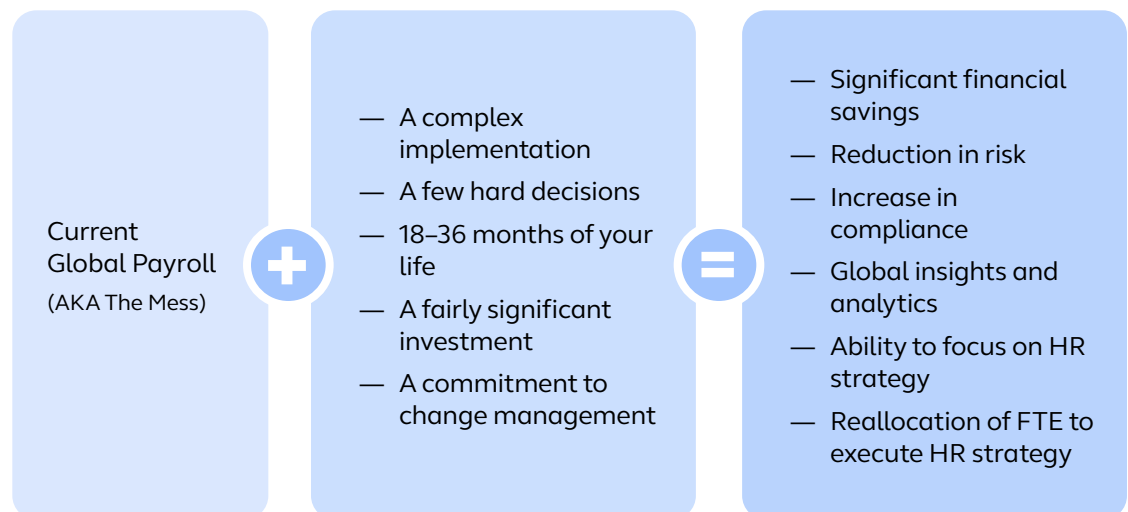 Current
Global Payroll
(AKA The Mess)
+
— A complex
implementation
— A few hard decisions
— 18–36 months of your
life
— A fairly significant
investment
— A commitment to
change management
=
— Significant financial
savings
— Reduction in risk
— Increase in
compliance
— Global insights and
analytics
— Ability to focus on HR
strategy
— Reallocation of FTE to
execute HR strategy